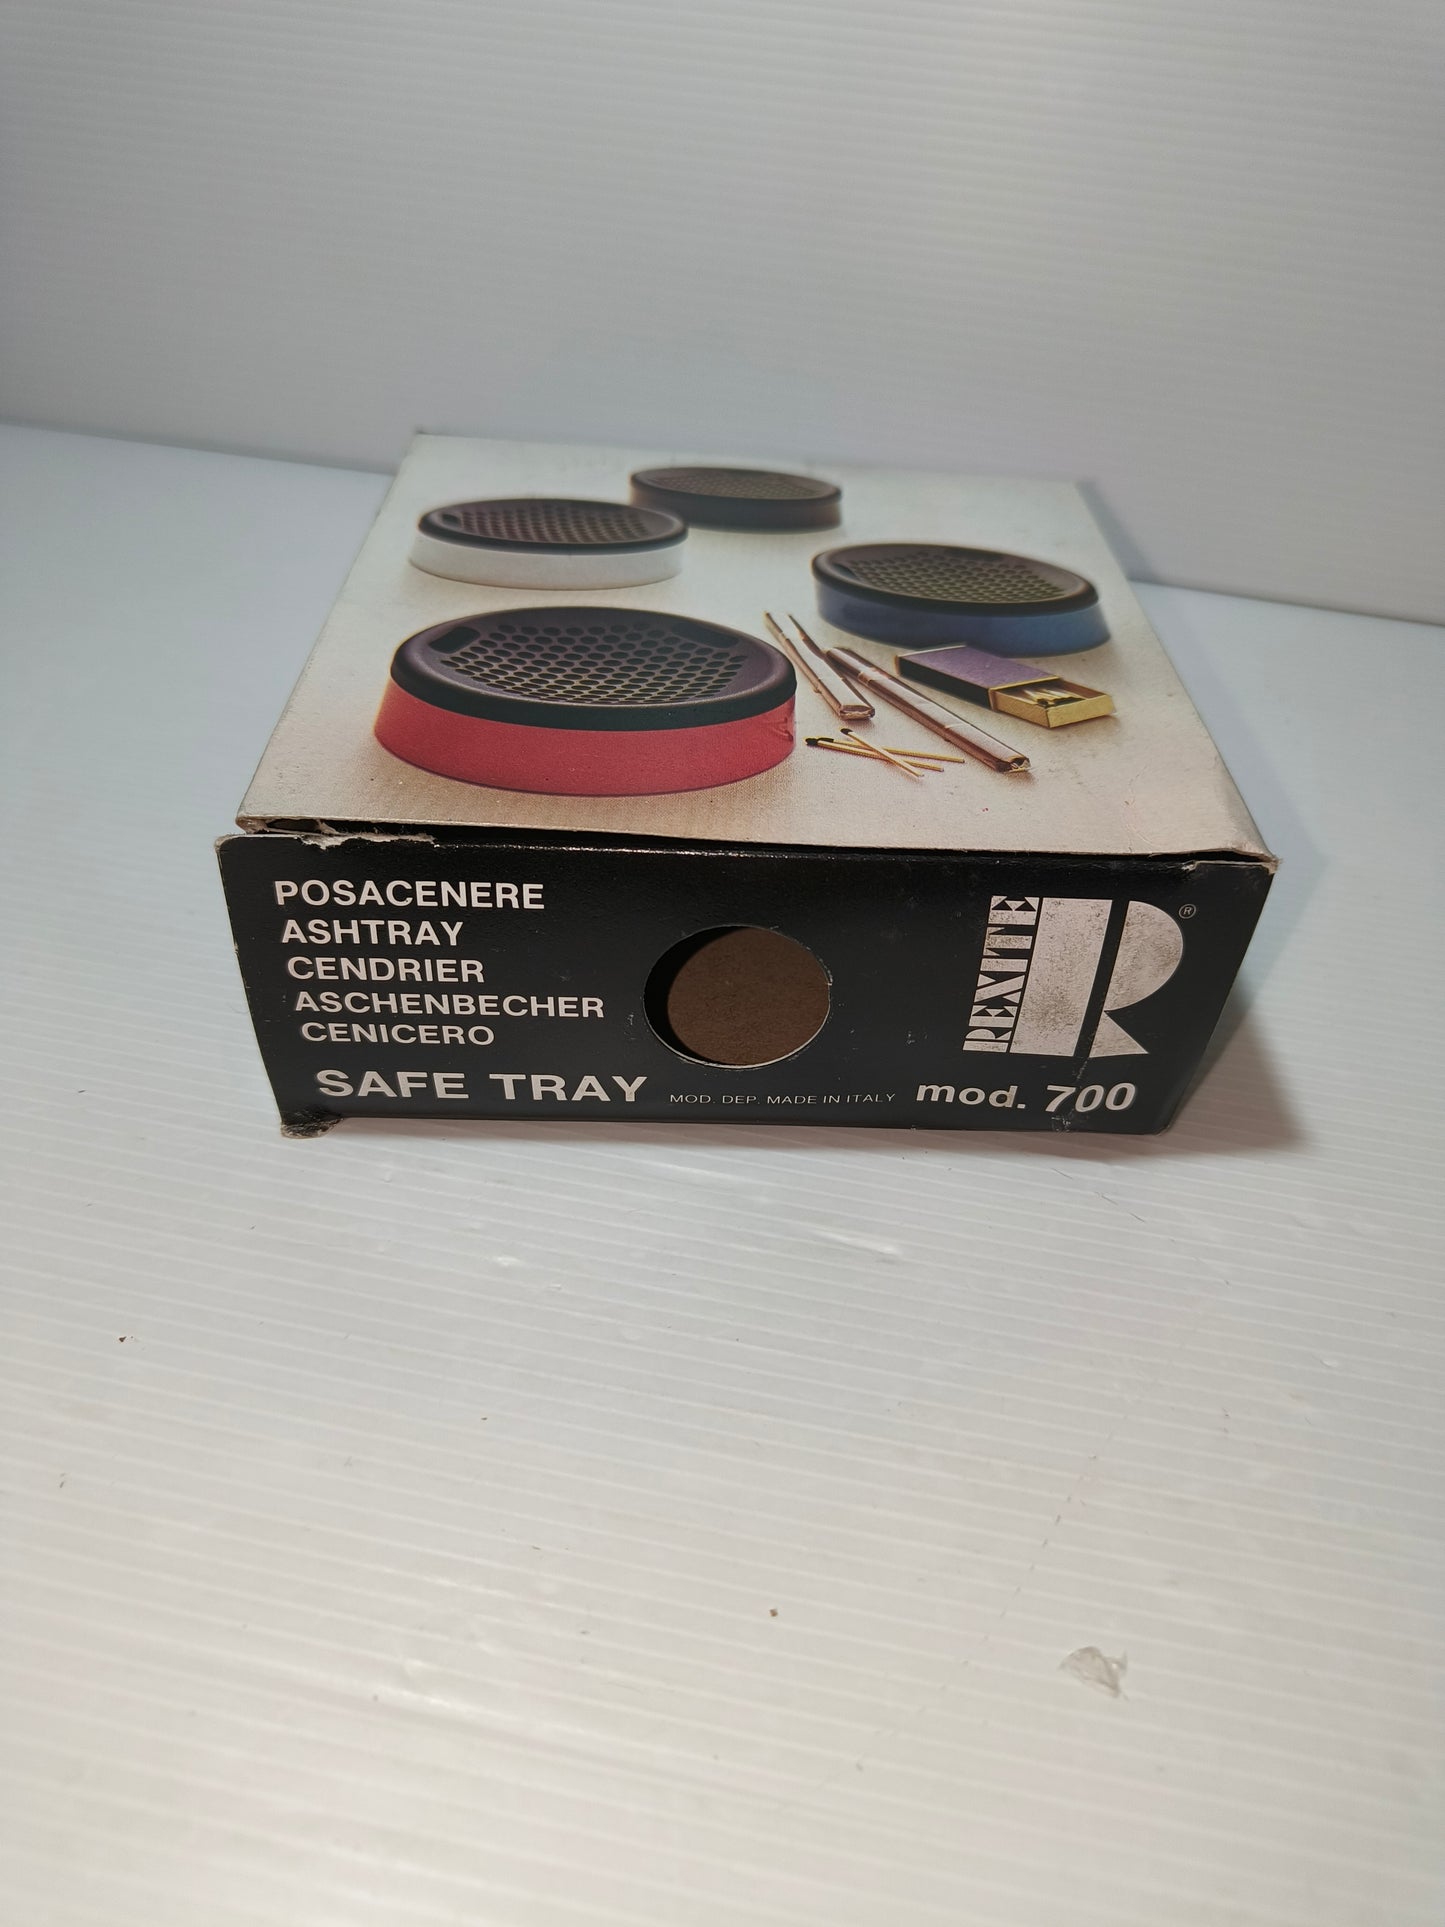 POSACENERE
ASHTRAY
CENDRIER
ASCHENBECHER
CENICERO
SAFE TRAY MOD. DEP. MADE IN ITALY mod. 700
REXITE
R ®